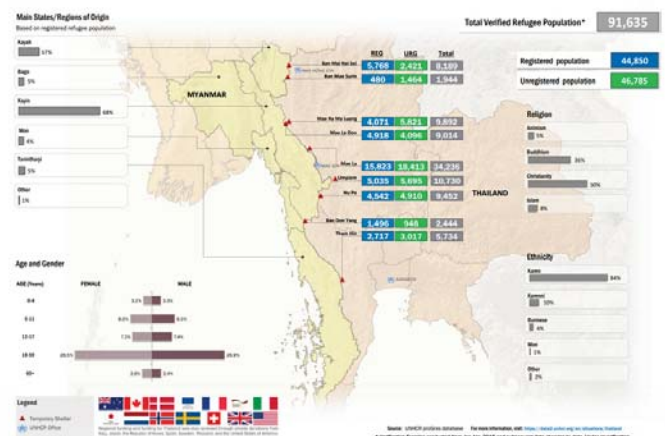 Main States/Regions of Origin
Based on registered refugee population
Total Verified Refugee Population* 91,635
Registered population 44,850
Unregistered population 46,785
Kayah
Bago
5%
Kayin
68%
Mon
4%
Tanintharyi
5%
Other
1%
MYANMAR
THAILAND
REG URG Total
Ban Mai Nai Soi 5,768 2,421 8,189
Ban Mae Surin 480 1,464 1,944
Mae Ra Ma Luang 4,071 5,821 9,892
Mae La Oon 4,918 4,096 9,014
Mae La 15,823 18,413 34,236
Umpiem 5,035 5,695 10,730
Nu Po 4,542 4,910 9,452
Ban Don Yang 1,496 948 2,444
Tham Hin 2,717 3,017 5,734
Religion
Animism
5%
Buddhism
36%
Christianity
50%
Islam
8%
Ethnicity
Karen
84%
Karenni
10%
Burmese
4%
Mon
1%
Other
2%
Age and Gender
AGE (Years) FEMALE MALE
0-4
5-11
12-17
18-59
60+
Legend
Temporary Shelter
UNHCR Office
Source: UNHCR proGres database For more information, visit: